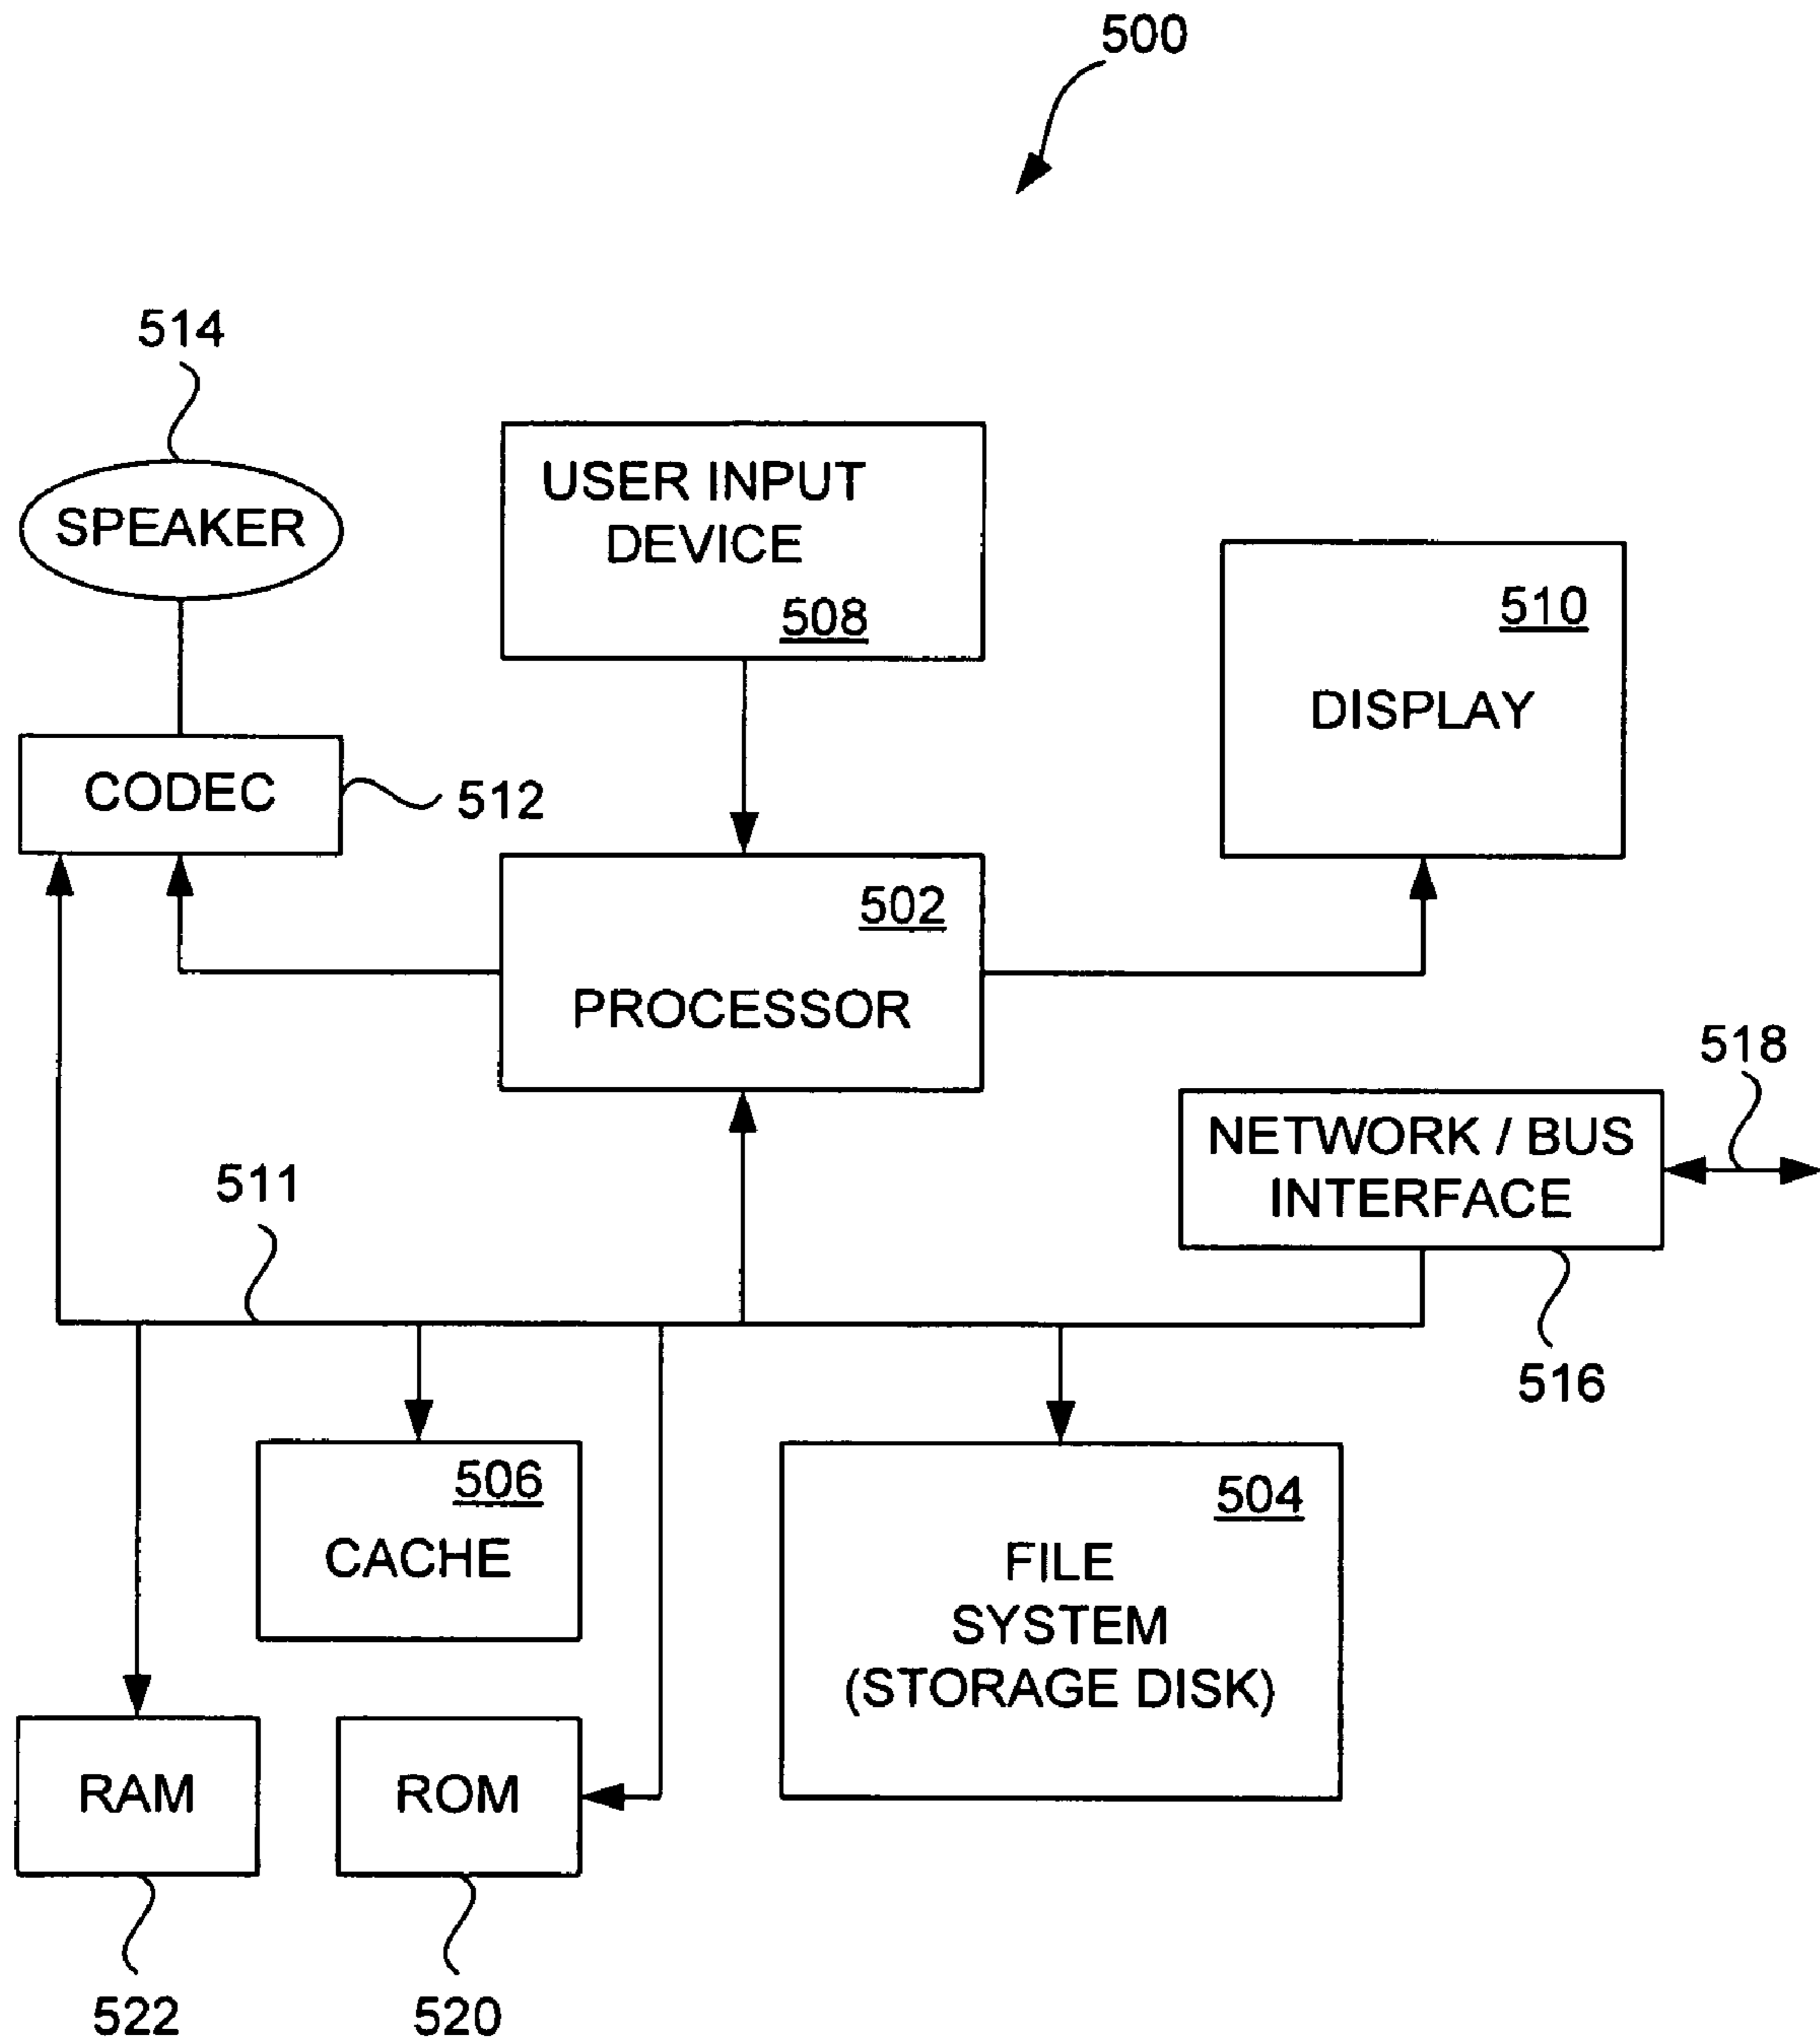 500
514
SPEAKER
USER INPUT
DEVICE
508
510
DISPLAY
CODEC
512
502
PROCESSOR
518
NETWORK / BUS
INTERFACE
511
516
506
CACHE
504
FILE
SYSTEM
(STORAGE DISK)
RAM
ROM
522
520